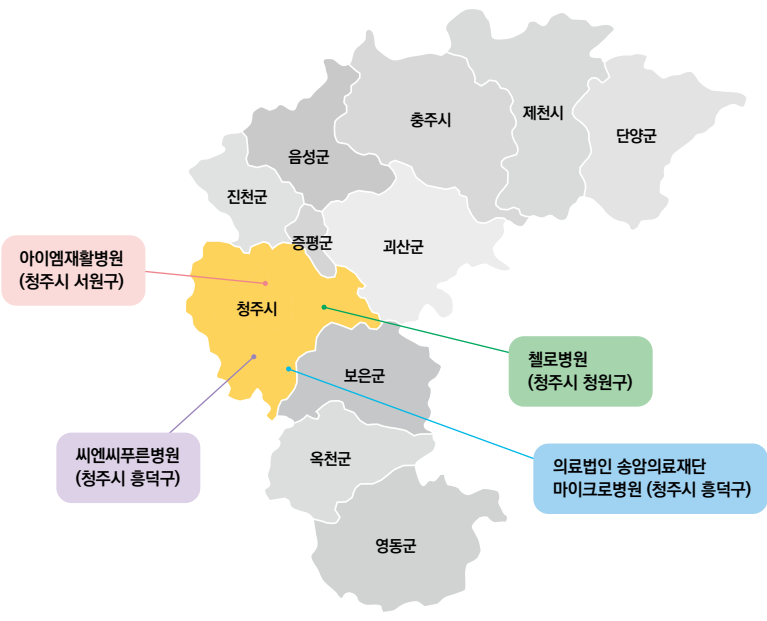 충주시
제천시
단양군
음성군
진천군
증평군
괴산군
아이엠재활병원
(청주시 서원구)
청주시
첼로병원
(청주시 청원구)
보은군
씨엔씨푸른병원
(청주시 흥덕구)
옥천군
의료법인 송암의료재단
마이크로병원 (청주시 흥덕구)
영동군